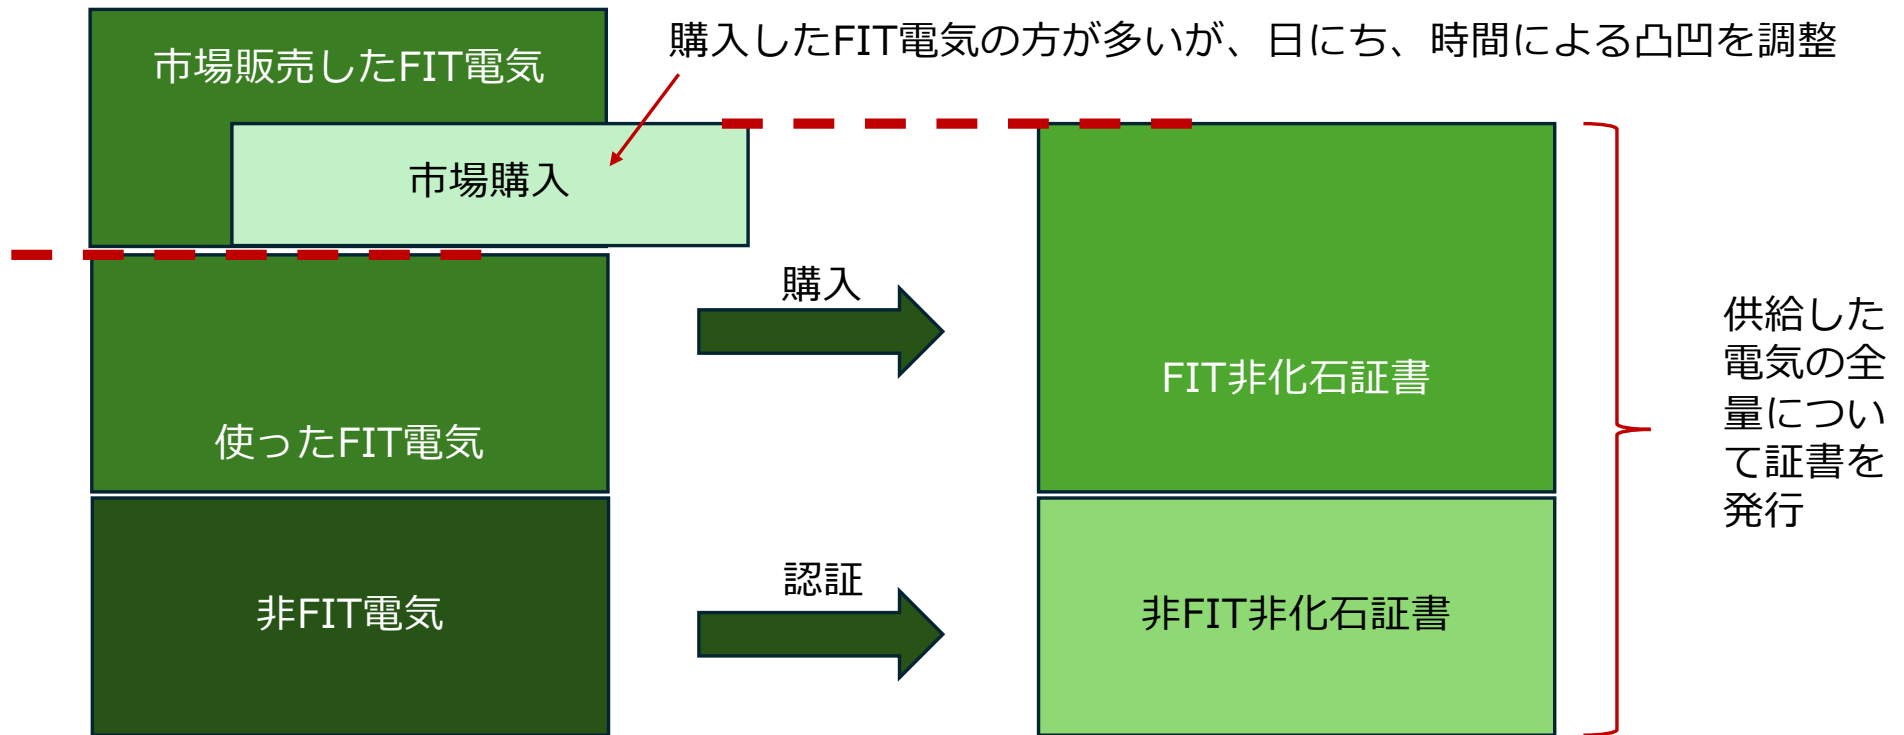 購入したFIT電気の方が多いが、日にち、時間による凸凹を調整
市場販売したFIT電気
市場購入
購入
使ったFIT電気
FIT非化石証書
認証
非FIT電気
非FIT非化石証書
供給した
電気の全
量につい
て証書を
発行